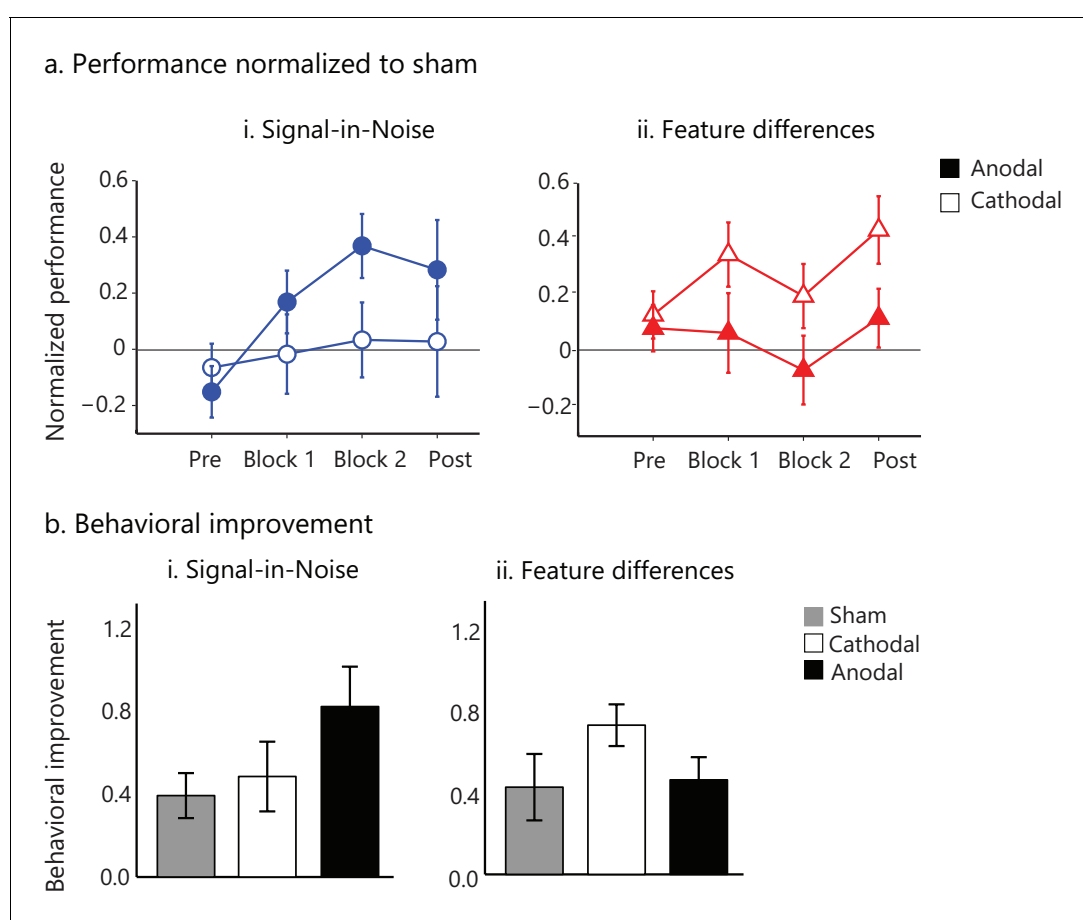 a. Performance normalized to sham
i. Signal-in-Noise
ii. Feature differences
Anodal
Cathodal
Normalized performance
0.6
0.4
0.2
0
−0.2
0.6
0.4
0.2
0
−0.2
Pre Block 1 Block 2 Post
Pre Block 1 Block 2 Post
b. Behavioral improvement
i. Signal-in-Noise
ii. Feature differences
Sham
Cathodal
Anodal
Behavioral improvement
1.2
0.8
0.4
0.0
1.2
0.8
0.4
0.0